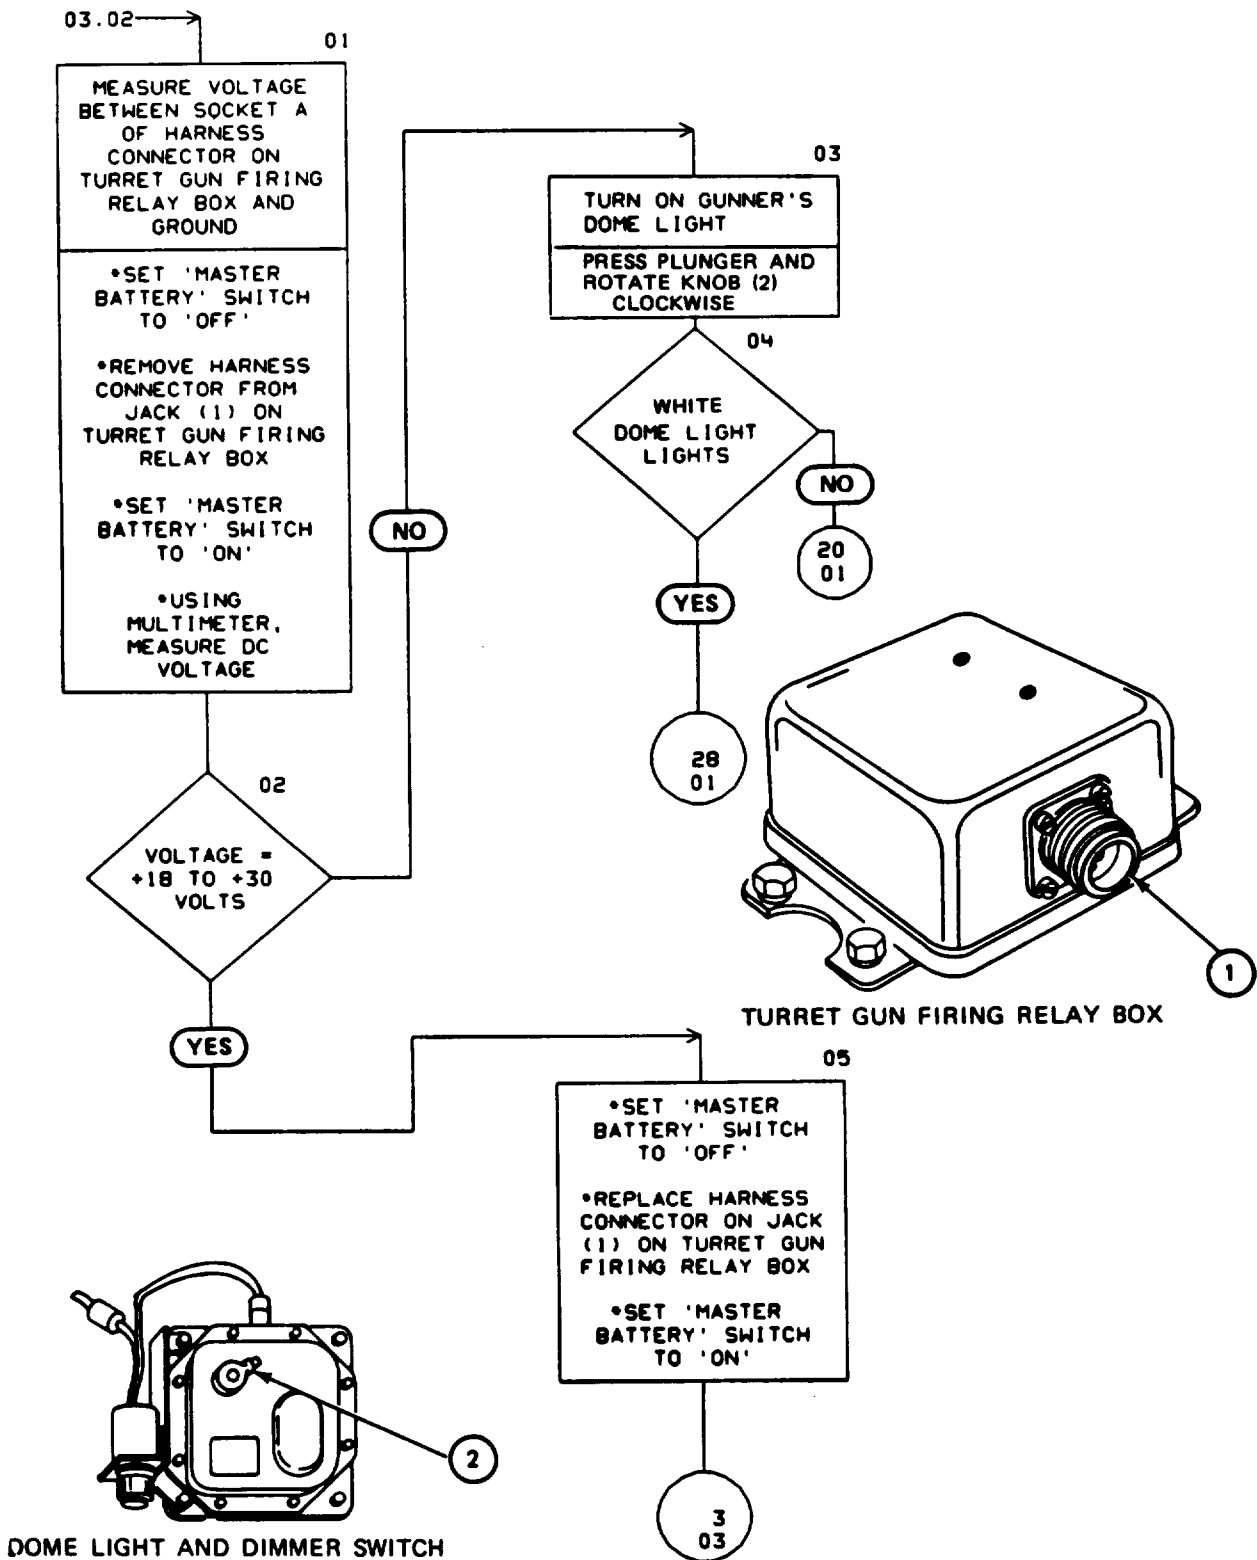 03.02
01
MEASURE VOLTAGE
BETWEEN SOCKET A
OF HARNESS
CONNECTOR ON
TURRET GUN FIRING
RELAY BOX AND
GROUND
*SET 'MASTER
BATTERY' SWITCH
TO 'OFF'
*REMOVE HARNESS
CONNECTOR FROM
JACK (1) ON
TURRET GUN FIRING
RELAY BOX
*SET 'MASTER
BATTERY' SWITCH
TO 'ON'
*USING
MULTIMETER,
MEASURE DC
VOLTAGE
02
VOLTAGE =
+18 TO +30
VOLTS
NO
YES
03
TURN ON GUNNER'S
DOME LIGHT
PRESS PLUNGER AND
ROTATE KNOB (2)
CLOCKWISE
04
WHITE
DOME LIGHT
LIGHTS
NO
20
01
YES
28
01
1
TURRET GUN FIRING RELAY BOX
05
*SET 'MASTER
BATTERY' SWITCH
TO 'OFF'
*REPLACE HARNESS
CONNECTOR ON JACK
(1) ON TURRET GUN
FIRING RELAY BOX
*SET 'MASTER
BATTERY' SWITCH
TO 'ON'
3
03
2
DOME LIGHT AND DIMMER SWITCH